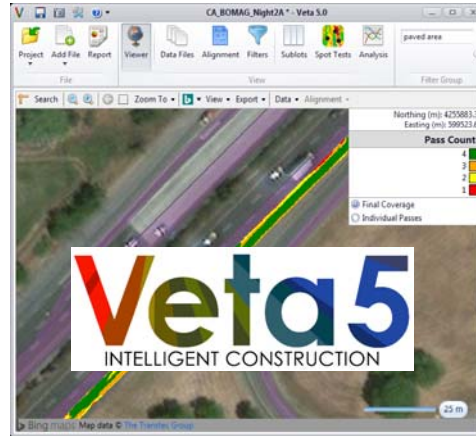 CA_BOMAG_Night2A * - Veta 5.0
Project Add File Report Viewer Data Files Alignment Filters Sublots Spot Tests Analysis
paved area
File View Filter Group
Search Zoom To View Export Data Alignment
Northing (m): 4255883.
Easting (m): 599523.
Pass Count
4
3
2
1
Final Coverage
Individual Passes
Veta5
INTELLIGENT CONSTRUCTION
25 m
Bing maps Map data © The Transtec Group